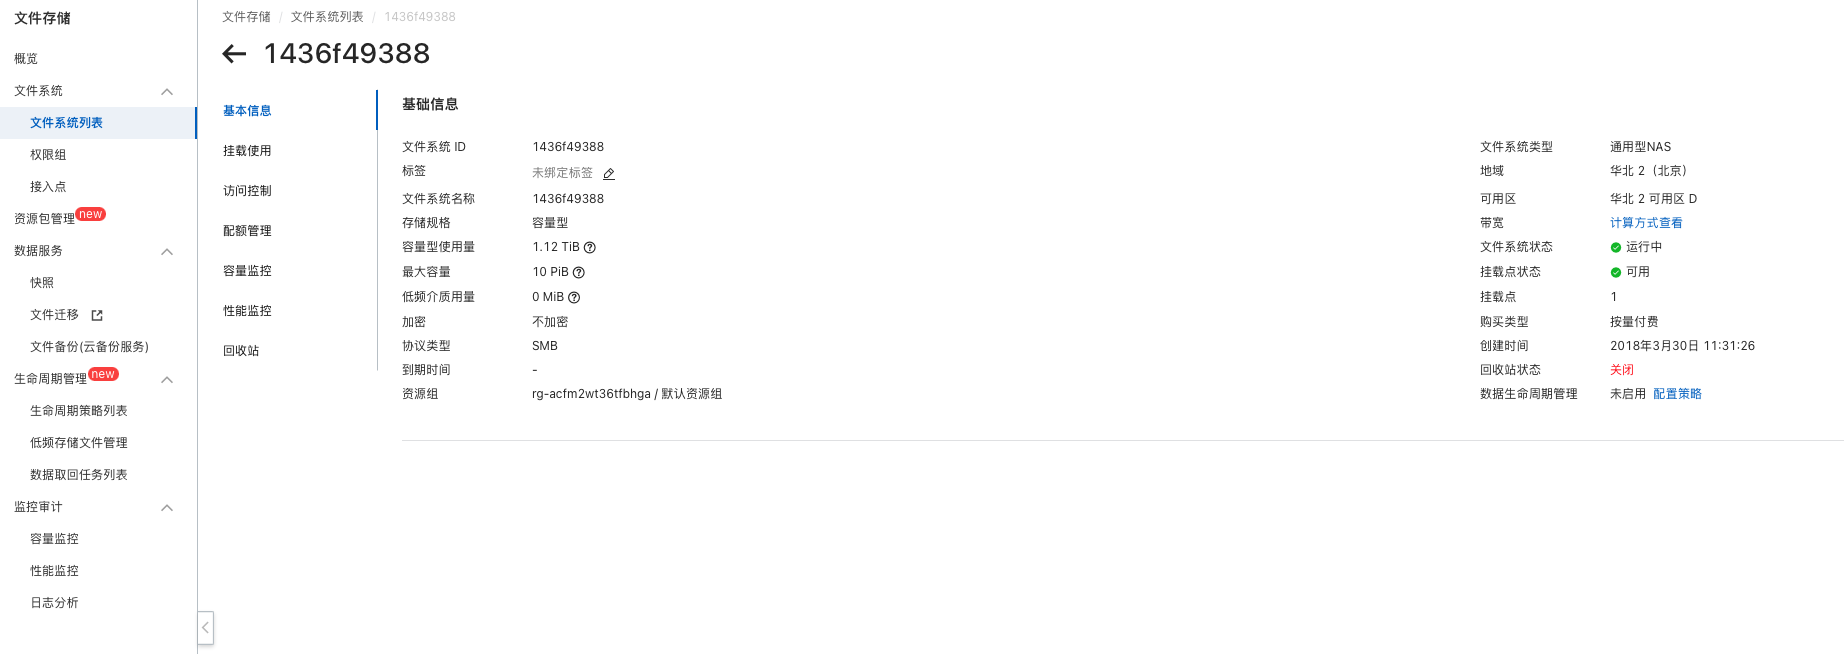 文件存储
概览
文件系统
文件系统列表
权限组
接入点
资源包管理 new
数据服务
快照
文件迁移
文件备份(云备份服务)
生命周期管理 new
生命周期策略列表
低频存储文件管理
数据取回任务列表
监控审计
容量监控
性能监控
日志分析
文件存储 / 文件系统列表 / 1436f49388
1436f49388
基本信息
挂载使用
访问控制
配额管理
容量监控
性能监控
回收站
基础信息
文件系统 ID 1436f49388 文件系统类型 通用型NAS
标签 未绑定标签 地域 华北 2（北京）
文件系统名称 1436f49388 可用区 华北 2 可用区 D
存储规格 容量型 带宽 计算方式查看
容量型使用量 1.12 TiB 文件系统状态 运行中
最大容量 10 PiB 挂载点状态 可用
低频介质用量 0 MiB 挂载点 1
加密 不加密 购买类型 按量付费
协议类型 SMB 创建时间 2018年3月30日 11:31:26
到期时间 - 回收站状态 关闭
资源组 rg-acfm2wt36tfbhga / 默认资源组 数据生命周期管理 未启用 配置策略